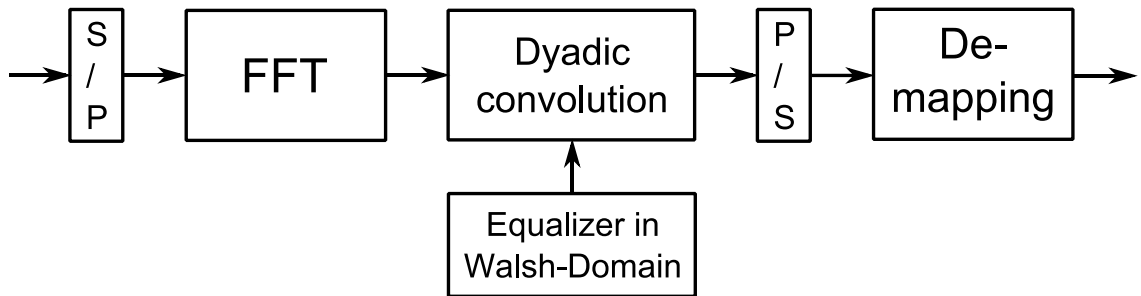 S
/
P
FFT
Dyadic
convolution
P
/
S
De-
mapping
Equalizer in
Walsh-Domain